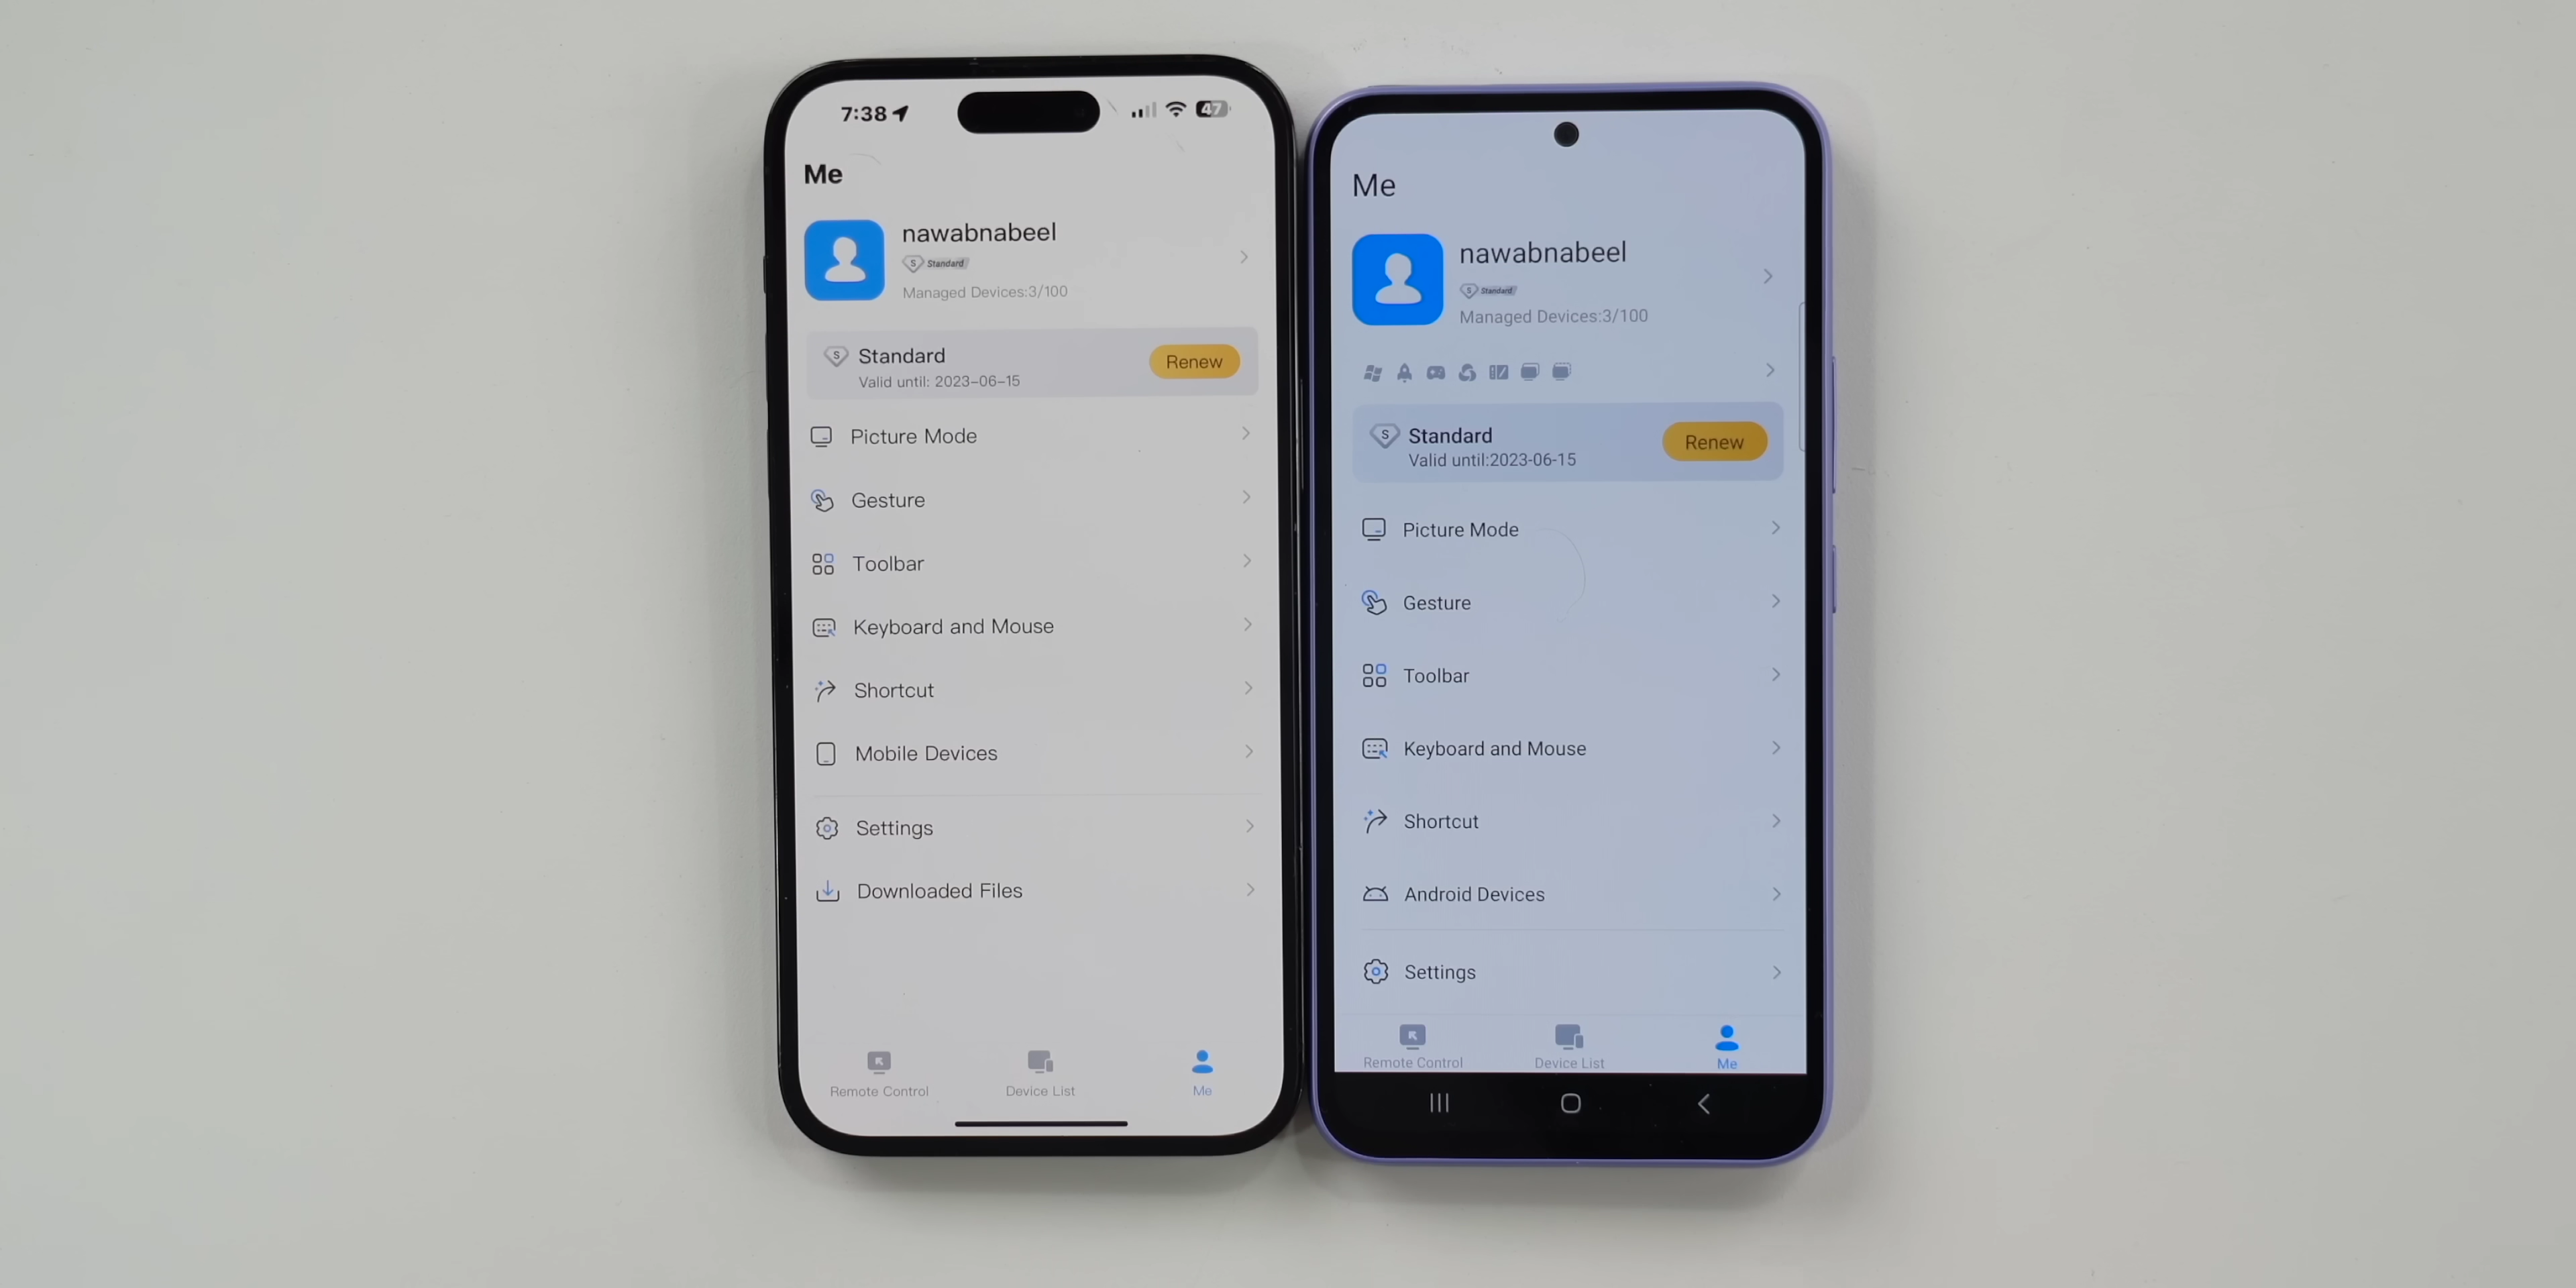 7:38
47
Me
nawabnabeel
S Standard
Managed Devices:3/100
S Standard
Valid until: 2023-06-15
Renew
Picture Mode
Gesture
Toolbar
Keyboard and Mouse
Shortcut
Mobile Devices
Settings
Downloaded Files
Remote Control
Device List
Me
Me
nawabnabeel
S Standard
Managed Devices:3/100
S Standard
Valid until:2023-06-15
Renew
Picture Mode
Gesture
Toolbar
Keyboard and Mouse
Shortcut
Android Devices
Settings
Remote Control
Device List
Me